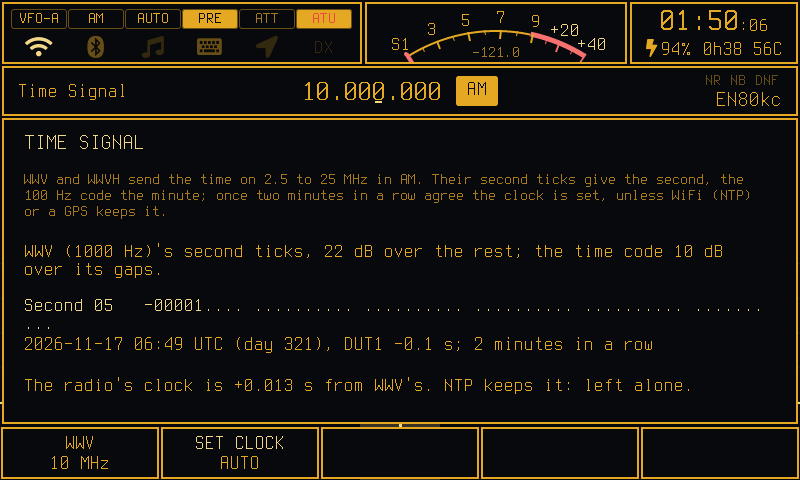 VFO-A AM AUTO PRE ATT ATU
DX
S1 3 5 7 9 +20 +40
-121.0
01:50:06
94% 0h38 56C
Time Signal
10.000.000
AM
NR NB DNF
EN80kc
TIME SIGNAL
WWV and WWVH send the time on 2.5 to 25 MHz in AM. Their second ticks give the second, the
100 Hz code the minute; once two minutes in a row agree the clock is set, unless WiFi (NTP)
or a GPS keeps it.
WWV (1000 Hz)'s second ticks, 22 dB over the rest; the time code 10 dB
over its gaps.
Second 05 -00001.... .......... .......... .......... .......... .......
...
2026-11-17 06:49 UTC (day 321), DUT1 -0.1 s; 2 minutes in a row
The radio's clock is +0.013 s from WWV's. NTP keeps it: left alone.
WWV
10 MHz
SET CLOCK
AUTO